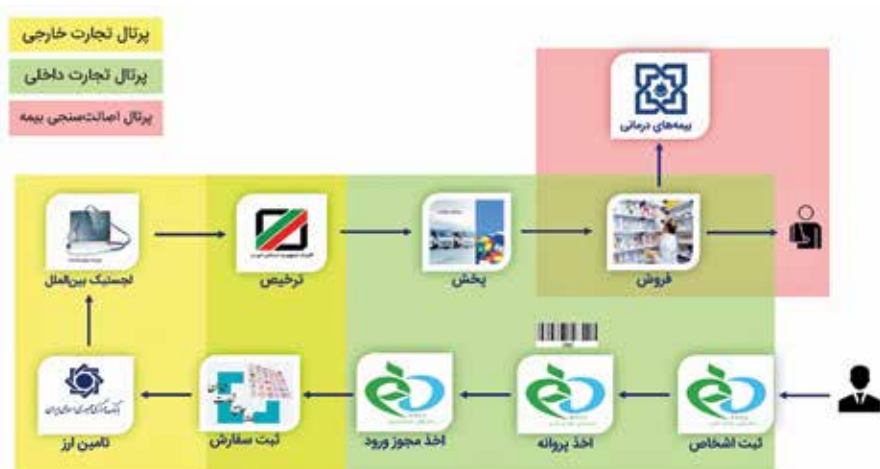 پرتال تجارت خارجی
پرتال تجارت داخلی
پرتال اصالت‌سنجی بیمه
بیمه‌های درمانی
لجستیک بین‌الملل
ترخیص
پخش
فروش
تامین ارز
ثبت سفارش
اخذ مجوز ورود
اخذ پروانه
ثبت اشخاص